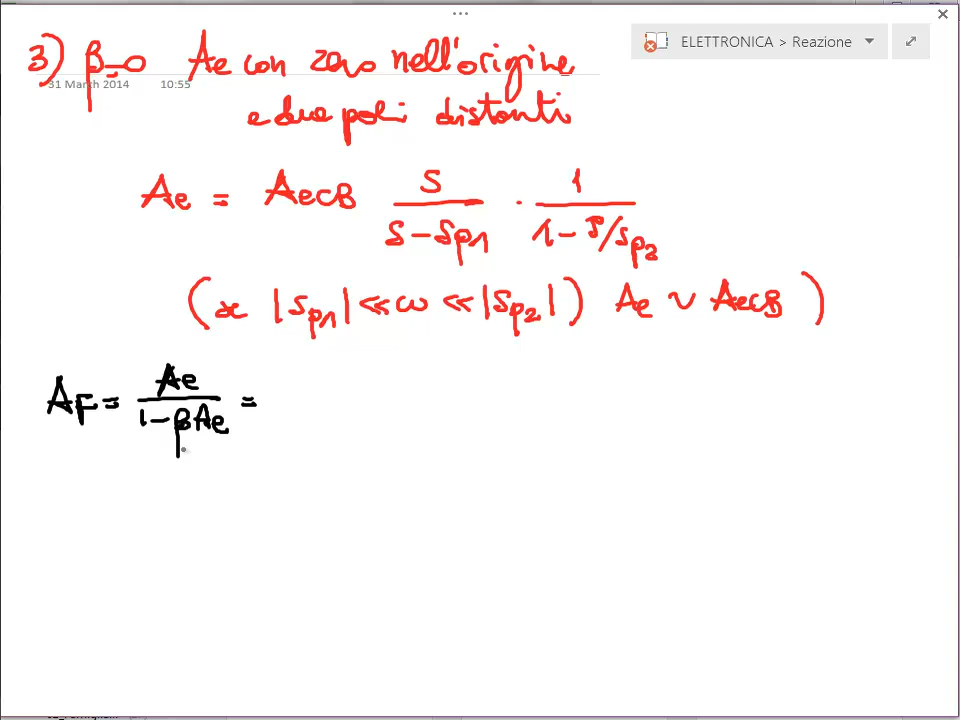 ELETTRONICA > Reazione
3) β=0 Ae con zero nell'origine
31 March 2014 10:55
e due poli distanti
Ae = AeCB S / (S - Sp1) · 1 / (1 - S/Sp2)
(se |Sp1| << ω << |Sp2|) Ae ~ AeCB)
AF = Ae / (1 - βAe) =